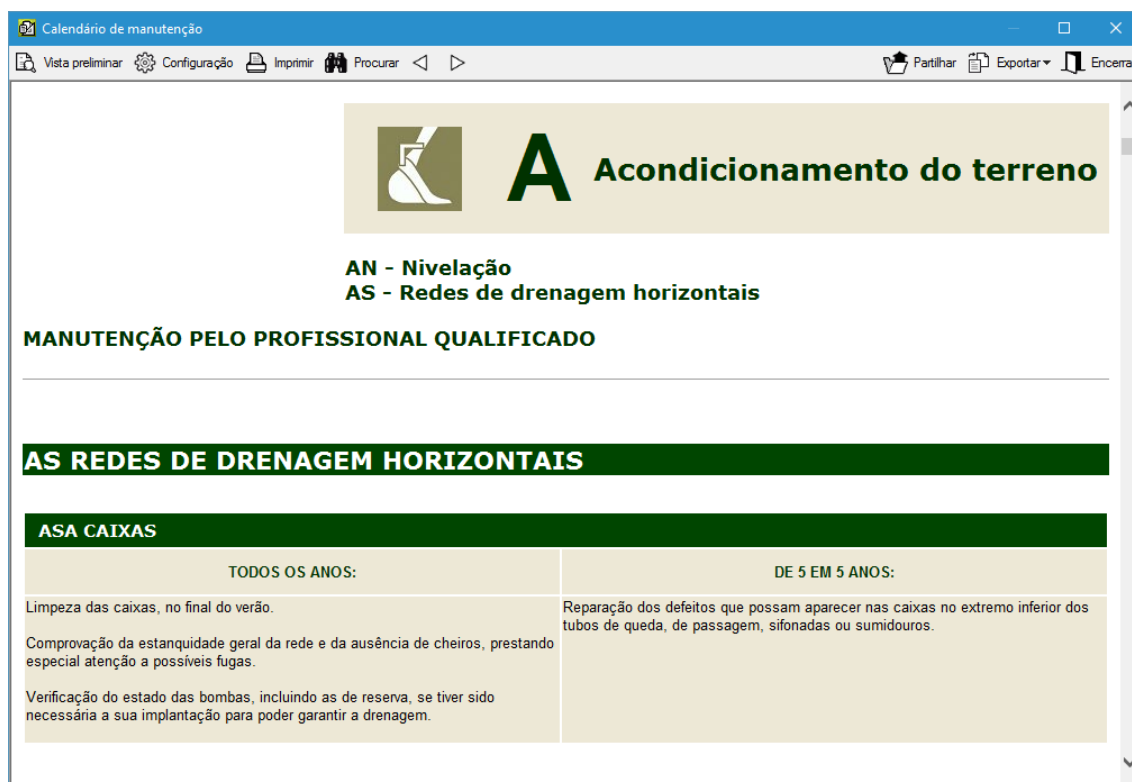 Calendário de manutenção
Vista preliminar Configuração Imprimir Procurar Partilhar Exportar
A Acondicionamento do terreno
AN - Nivelação
AS - Redes de drenagem horizontais
MANUTENÇÃO PELO PROFISSIONAL QUALIFICADO
AS REDES DE DRENAGEM HORIZONTAIS
ASA CAIXAS
TODOS OS ANOS:
Limpeza das caixas, no final do verão.
Comprovação da estanquidade geral da rede e da ausência de cheiros, prestando
especial atenção a possíveis fugas.
Verificação do estado das bombas, incluindo as de reserva, se tiver sido
necessária a sua implantação para poder garantir a drenagem.
DE 5 EM 5 ANOS:
Reparação dos defeitos que possam aparecer nas caixas no extremo inferior dos
tubos de queda, de passagem, sifonadas ou sumidouros.